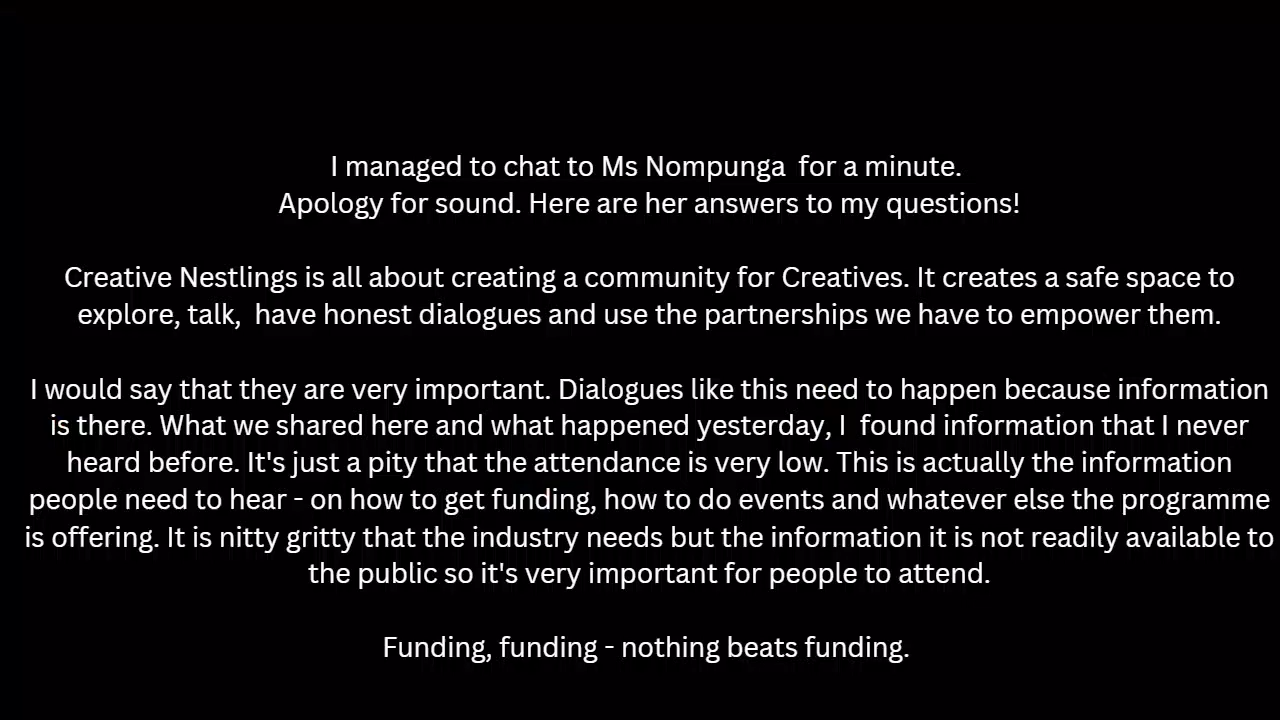 I managed to chat to Ms Nompunga  for a minute.
Apology for sound. Here are her answers to my questions!
Creative Nestlings is all about creating a community for Creatives. It creates a safe space to
explore, talk,  have honest dialogues and use the partnerships we have to empower them.
I would say that they are very important. Dialogues like this need to happen because information
is there. What we shared here and what happened yesterday, I  found information that I never
heard before. It's just a pity that the attendance is very low. This is actually the information
people need to hear - on how to get funding, how to do events and whatever else the programme
is offering. It is nitty gritty that the industry needs but the information it is not readily available to
the public so it's very important for people to attend.
Funding, funding - nothing beats funding.